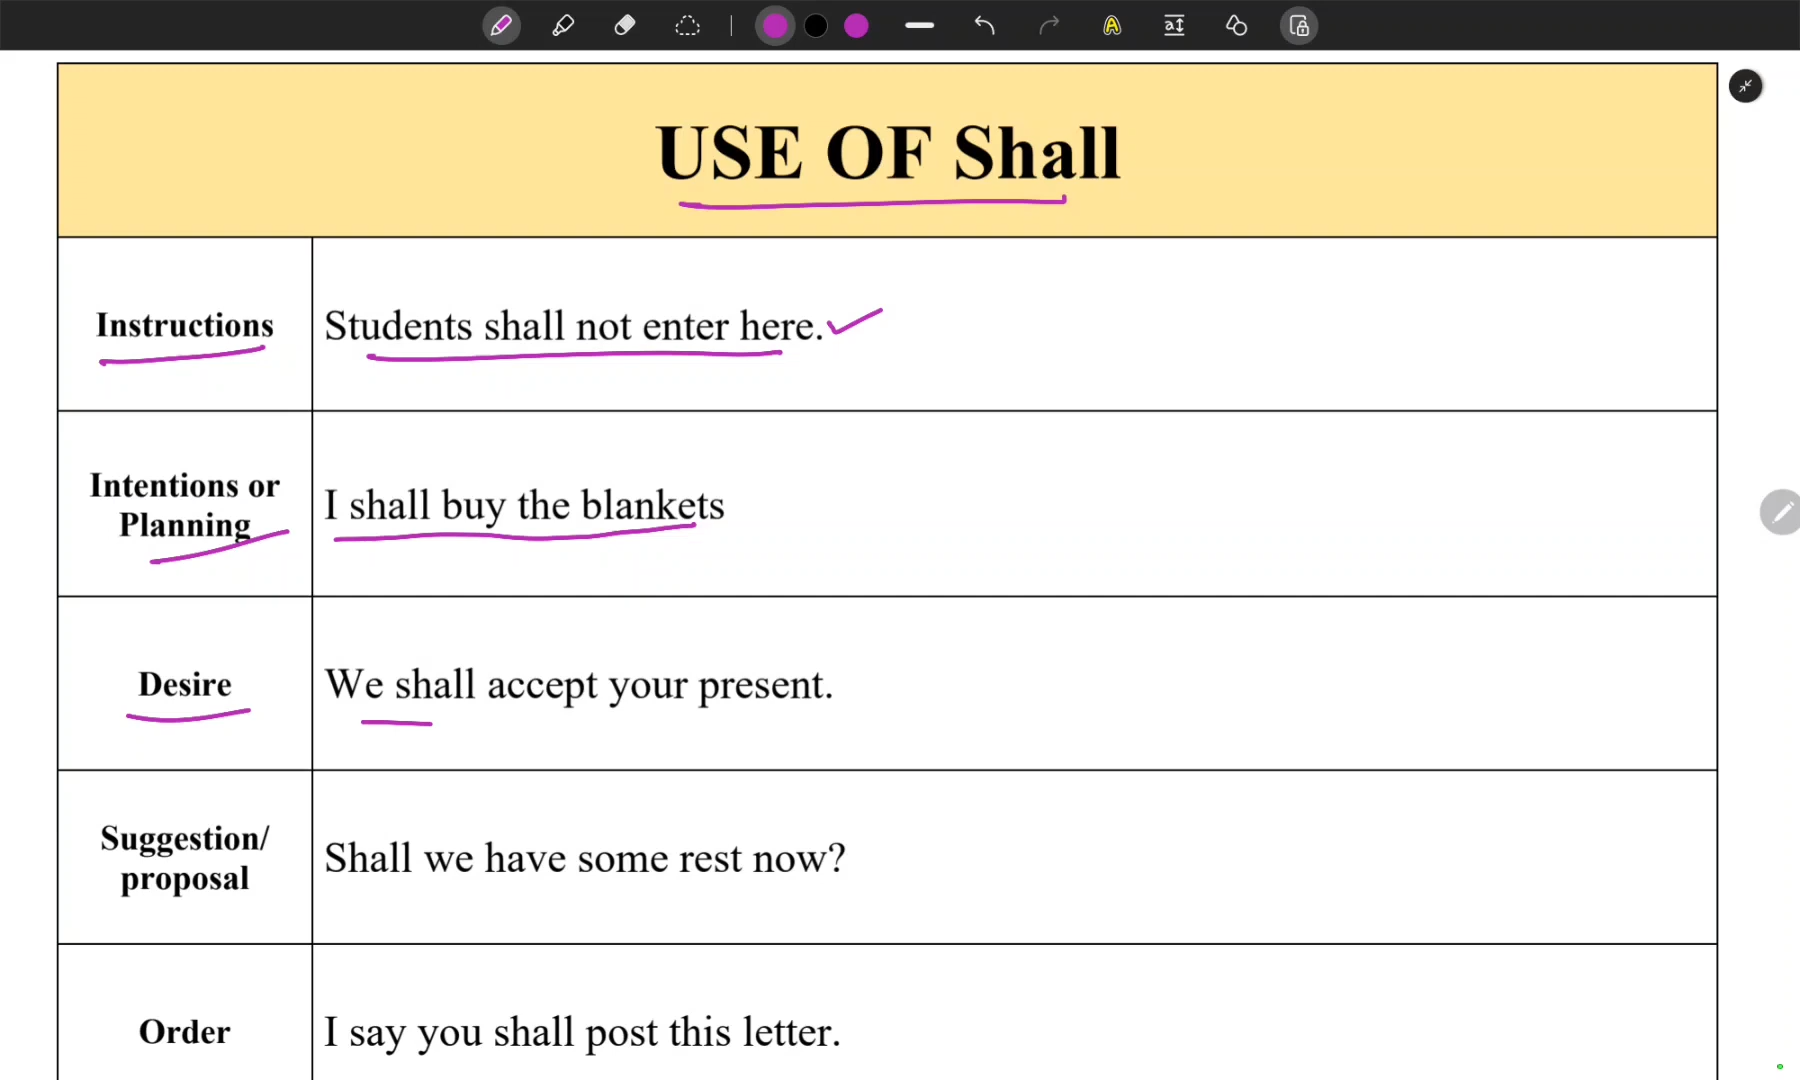 USE OF Shall
Instructions
Students shall not enter here.
Intentions or
Planning
I shall buy the blankets
Desire
We shall accept your present.
Suggestion/
proposal
Shall we have some rest now?
Order
I say you shall post this letter.